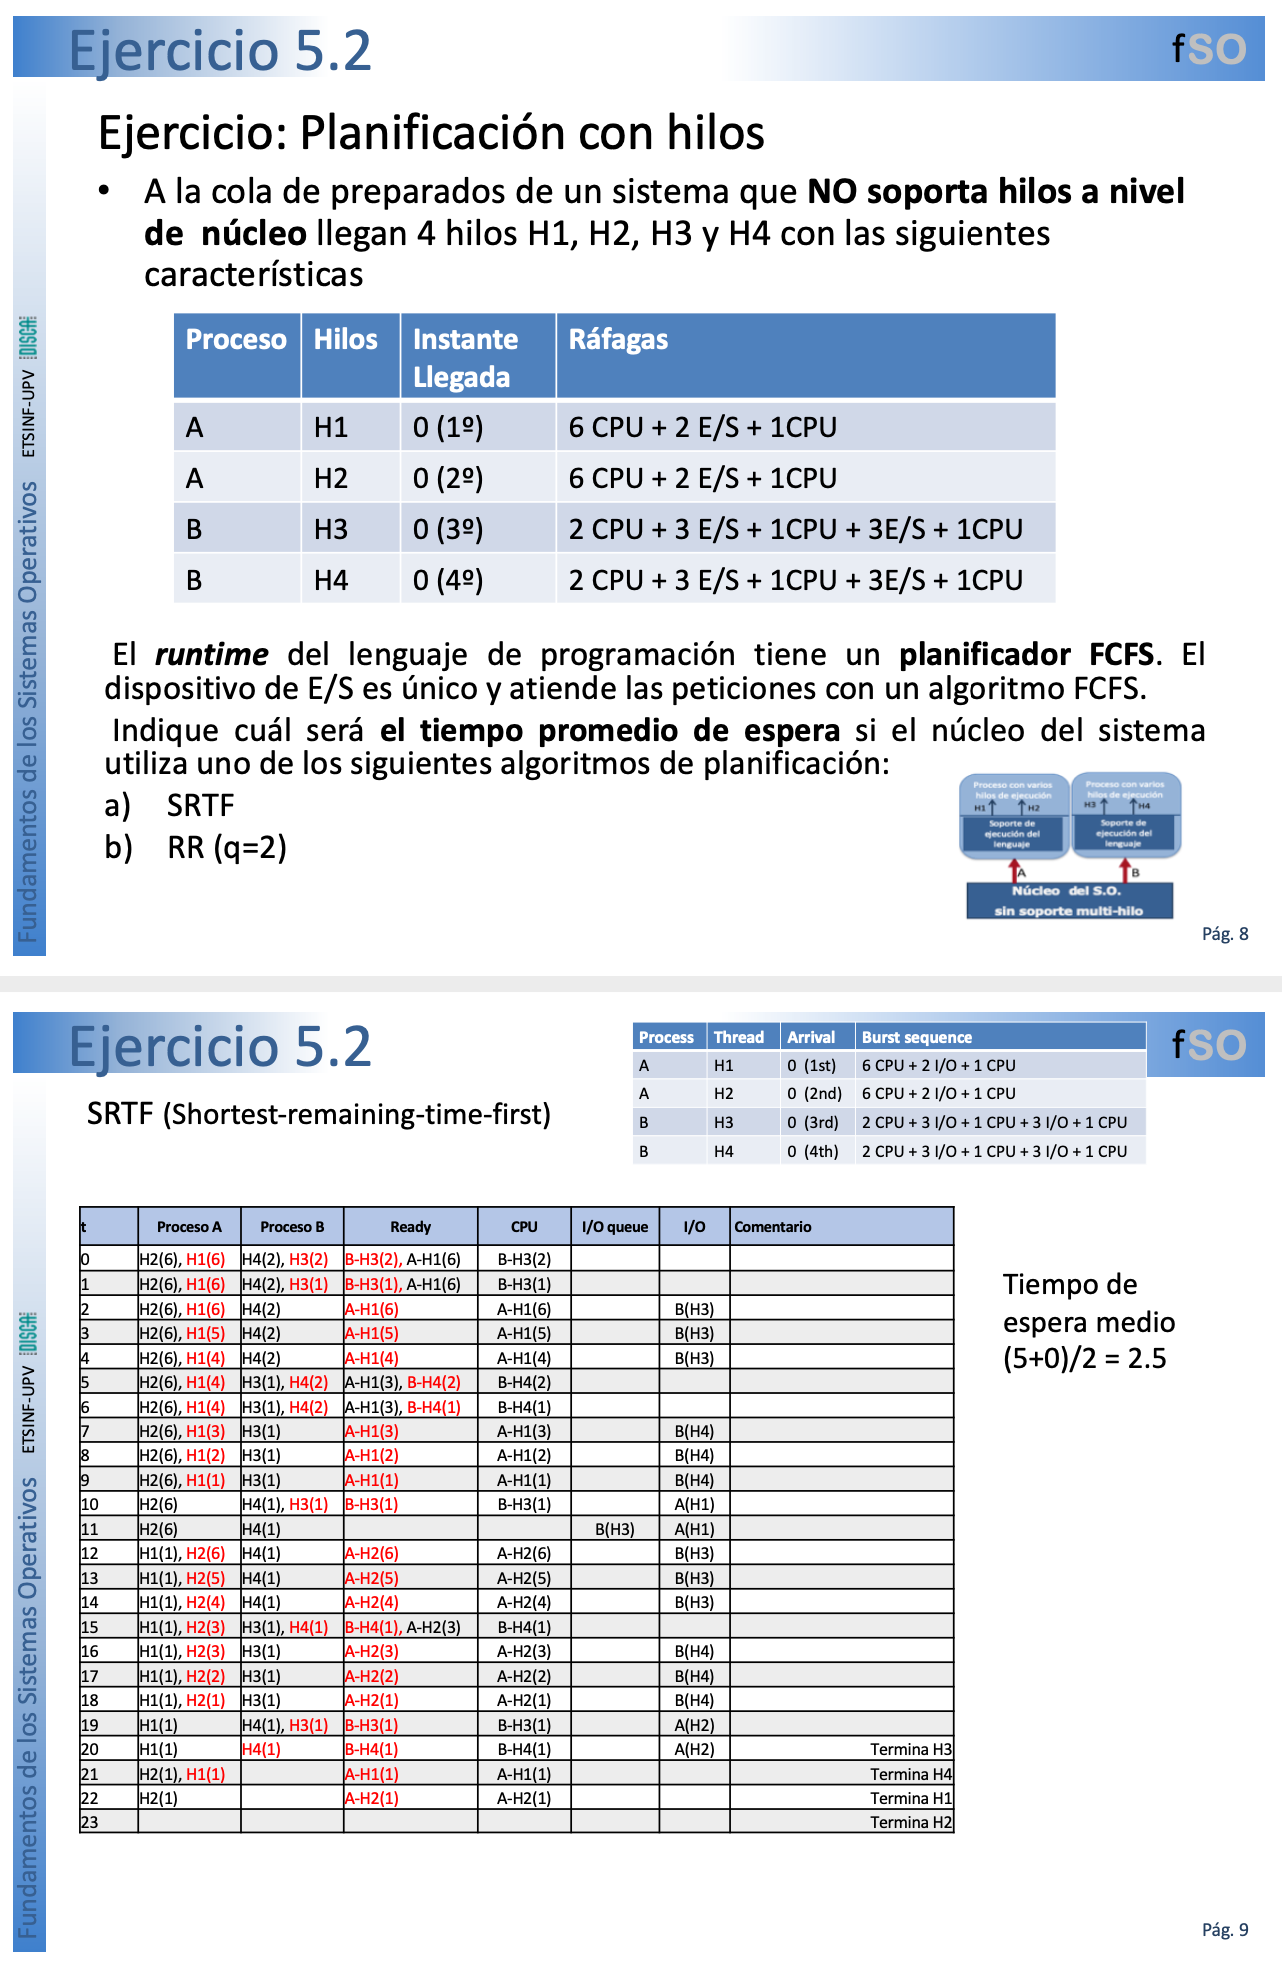 Ejercicio 5.2
fSO
Ejercicio: Planificación con hilos
• A la cola de preparados de un sistema que NO soporta hilos a nivel
de núcleo llegan 4 hilos H1, H2, H3 y H4 con las siguientes
características
Proceso Hilos Instante Llegada Ráfagas
A H1 0 (1º) 6 CPU + 2 E/S + 1CPU
A H2 0 (2º) 6 CPU + 2 E/S + 1CPU
B H3 0 (3º) 2 CPU + 3 E/S + 1CPU + 3E/S + 1CPU
B H4 0 (4º) 2 CPU + 3 E/S + 1CPU + 3E/S + 1CPU
El runtime del lenguaje de programación tiene un planificador FCFS. El
dispositivo de E/S es único y atiende las peticiones con un algoritmo FCFS.
Indique cuál será el tiempo promedio de espera si el núcleo del sistema
utiliza uno de los siguientes algoritmos de planificación:
a) SRTF
b) RR (q=2)
Proceso con varios
hilos de ejecución
H1 H2
Soporte de
ejecución del
lenguaje
A
Proceso con varios
hilos de ejecución
H3 H4
Soporte de
ejecución del
lenguaje
B
Núcleo del S.O.
sin soporte multi-hilo
Pág. 8
Fundamentos de los Sistemas Operativos ETSINF-UPV DISCA
Ejercicio 5.2
fSO
SRTF (Shortest-remaining-time-first)
Process Thread Arrival Burst sequence
A H1 0 (1st) 6 CPU + 2 I/O + 1 CPU
A H2 0 (2nd) 6 CPU + 2 I/O + 1 CPU
B H3 0 (3rd) 2 CPU + 3 I/O + 1 CPU + 3 I/O + 1 CPU
B H4 0 (4th) 2 CPU + 3 I/O + 1 CPU + 3 I/O + 1 CPU
t Proceso A Proceso B Ready CPU I/O queue I/O Comentario
0 H2(6), H1(6) H4(2), H3(2) B-H3(2), A-H1(6) B-H3(2)
1 H2(6), H1(6) H4(2), H3(1) B-H3(1), A-H1(6) B-H3(1)
2 H2(6), H1(6) H4(2) A-H1(6) A-H1(6) B(H3)
3 H2(6), H1(5) H4(2) A-H1(5) A-H1(5) B(H3)
4 H2(6), H1(4) H4(2) A-H1(4) A-H1(4) B(H3)
5 H2(6), H1(4) H3(1), H4(2) A-H1(3), B-H4(2) B-H4(2)
6 H2(6), H1(4) H3(1), H4(2) A-H1(3), B-H4(1) B-H4(1)
7 H2(6), H1(3) H3(1) A-H1(3) A-H1(3) B(H4)
8 H2(6), H1(2) H3(1) A-H1(2) A-H1(2) B(H4)
9 H2(6), H1(1) H3(1) A-H1(1) A-H1(1) B(H4)
10 H2(6) H4(1), H3(1) B-H3(1) B-H3(1) A(H1)
11 H2(6) H4(1) B(H3) A(H1)
12 H1(1), H2(6) H4(1) A-H2(6) A-H2(6) B(H3)
13 H1(1), H2(5) H4(1) A-H2(5) A-H2(5) B(H3)
14 H1(1), H2(4) H4(1) A-H2(4) A-H2(4) B(H3)
15 H1(1), H2(3) H3(1), H4(1) B-H4(1), A-H2(3) B-H4(1)
16 H1(1), H2(3) H3(1) A-H2(3) A-H2(3) B(H4)
17 H1(1), H2(2) H3(1) A-H2(2) A-H2(2) B(H4)
18 H1(1), H2(1) H3(1) A-H2(1) A-H2(1) B(H4)
19 H1(1) H4(1), H3(1) B-H3(1) B-H3(1) A(H2)
20 H1(1) H4(1) B-H4(1) B-H4(1) A(H2) Termina H3
21 H2(1), H1(1) A-H1(1) A-H1(1) Termina H4
22 H2(1) A-H2(1) A-H2(1) Termina H1
23 Termina H2
Tiempo de
espera medio
(5+0)/2 = 2.5
Pág. 9
Fundamentos de los Sistemas Operativos ETSINF-UPV DISCA